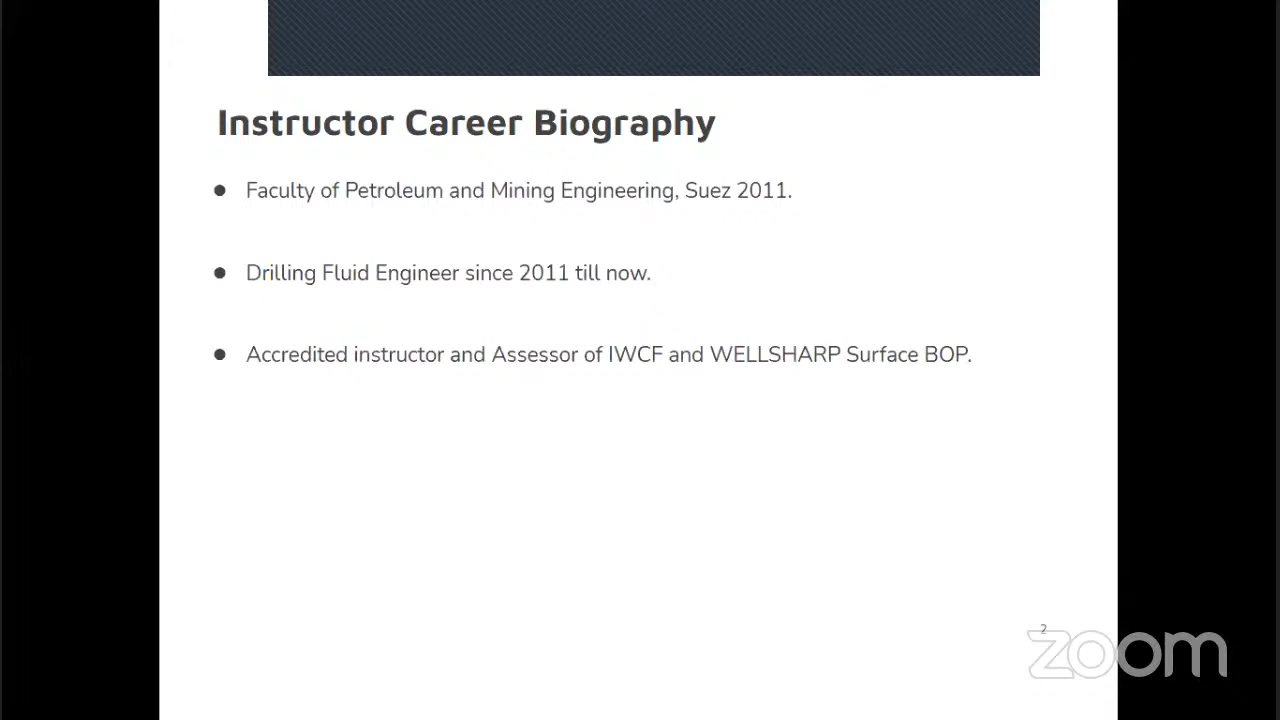 Instructor Career Biography
● Faculty of Petroleum and Mining Engineering, Suez 2011.
● Drilling Fluid Engineer since 2011 till now.
● Accredited instructor and Assessor of IWCF and WELLSHARP Surface BOP.
2
zoom